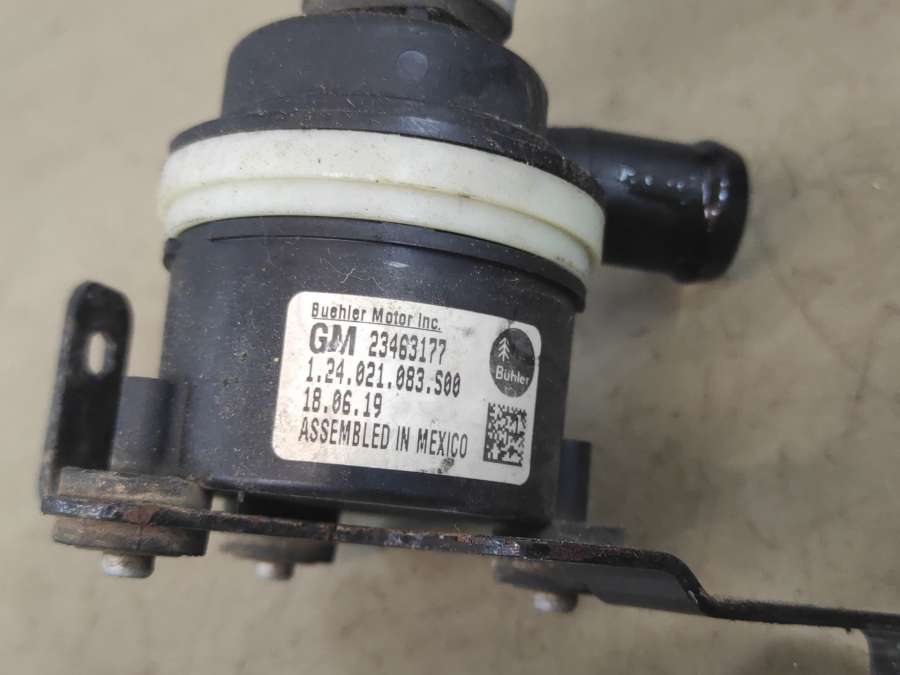 Buehler Motor Inc.
GM 23463177
1.24.021.083.S00
18.06.19
ASSEMBLED IN MEXICO
Bühler